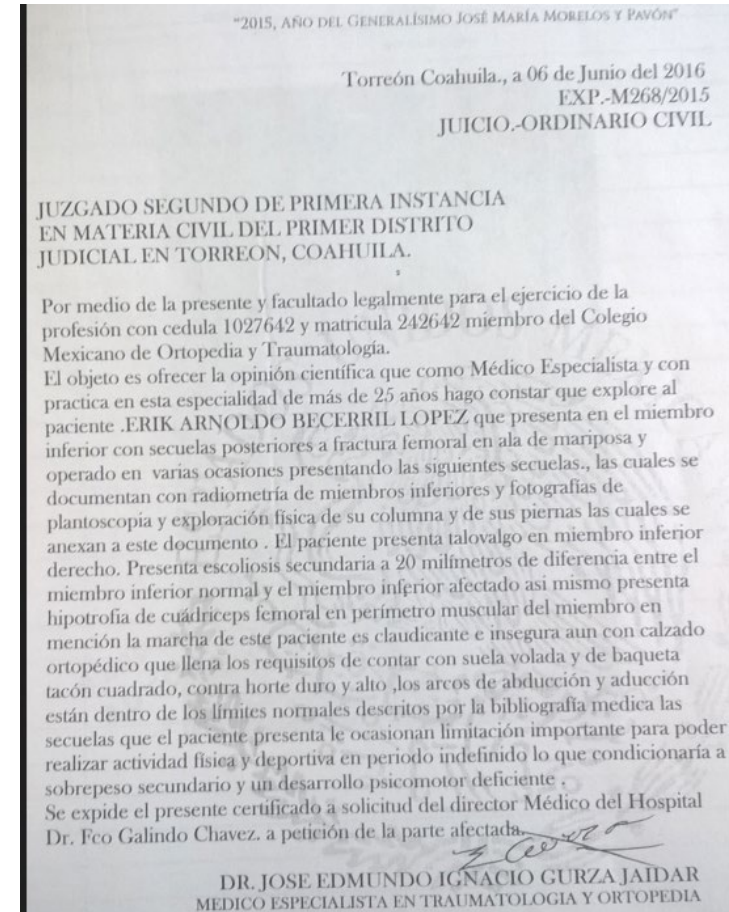 "2015, AÑO DEL GENERALÍSIMO JOSÉ MARÍA MORELOS Y PAVÓN"
Torreón Coahuila., a 06 de Junio del 2016
EXP.-M268/2015
JUICIO.-ORDINARIO CIVIL
JUZGADO SEGUNDO DE PRIMERA INSTANCIA
EN MATERIA CIVIL DEL PRIMER DISTRITO
JUDICIAL EN TORREON, COAHUILA.
Por medio de la presente y facultado legalmente para el ejercicio de la
profesión con cedula 1027642 y matricula 242642 miembro del Colegio
Mexicano de Ortopedia y Traumatología.
El objeto es ofrecer la opinión científica que como Médico Especialista y con
practica en esta especialidad de más de 25 años hago constar que explore al
paciente .ERIK ARNOLDO BECERRIL LOPEZ que presenta en el miembro
inferior con secuelas posteriores a fractura femoral en ala de mariposa y
operado en varias ocasiones presentando las siguientes secuelas., las cuales se
documentan con radiometría de miembros inferiores y fotografías de
plantoscopia y exploración física de su columna y de sus piernas las cuales se
anexan a este documento . El paciente presenta talovalgo en miembro inferior
derecho. Presenta escoliosis secundaria a 20 milímetros de diferencia entre el
miembro inferior normal y el miembro inferior afectado asi mismo presenta
hipotrofia de cuádriceps femoral en perímetro muscular del miembro en
mención la marcha de este paciente es claudicante e insegura aun con calzado
ortopédico que llena los requisitos de contar con suela volada y de baqueta
tacón cuadrado, contra horte duro y alto ,los arcos de abducción y aducción
están dentro de los límites normales descritos por la bibliografía medica las
secuelas que el paciente presenta le ocasionan limitación importante para poder
realizar actividad física y deportiva en periodo indefinido lo que condicionaría a
sobrepeso secundario y un desarrollo psicomotor deficiente .
Se expide el presente certificado a solicitud del director Médico del Hospital
Dr. Fco Galindo Chavez. a petición de la parte afectada.
DR. JOSE EDMUNDO IGNACIO GURZA JAIDAR
MEDICO ESPECIALISTA EN TRAUMATOLOGIA Y ORTOPEDIA